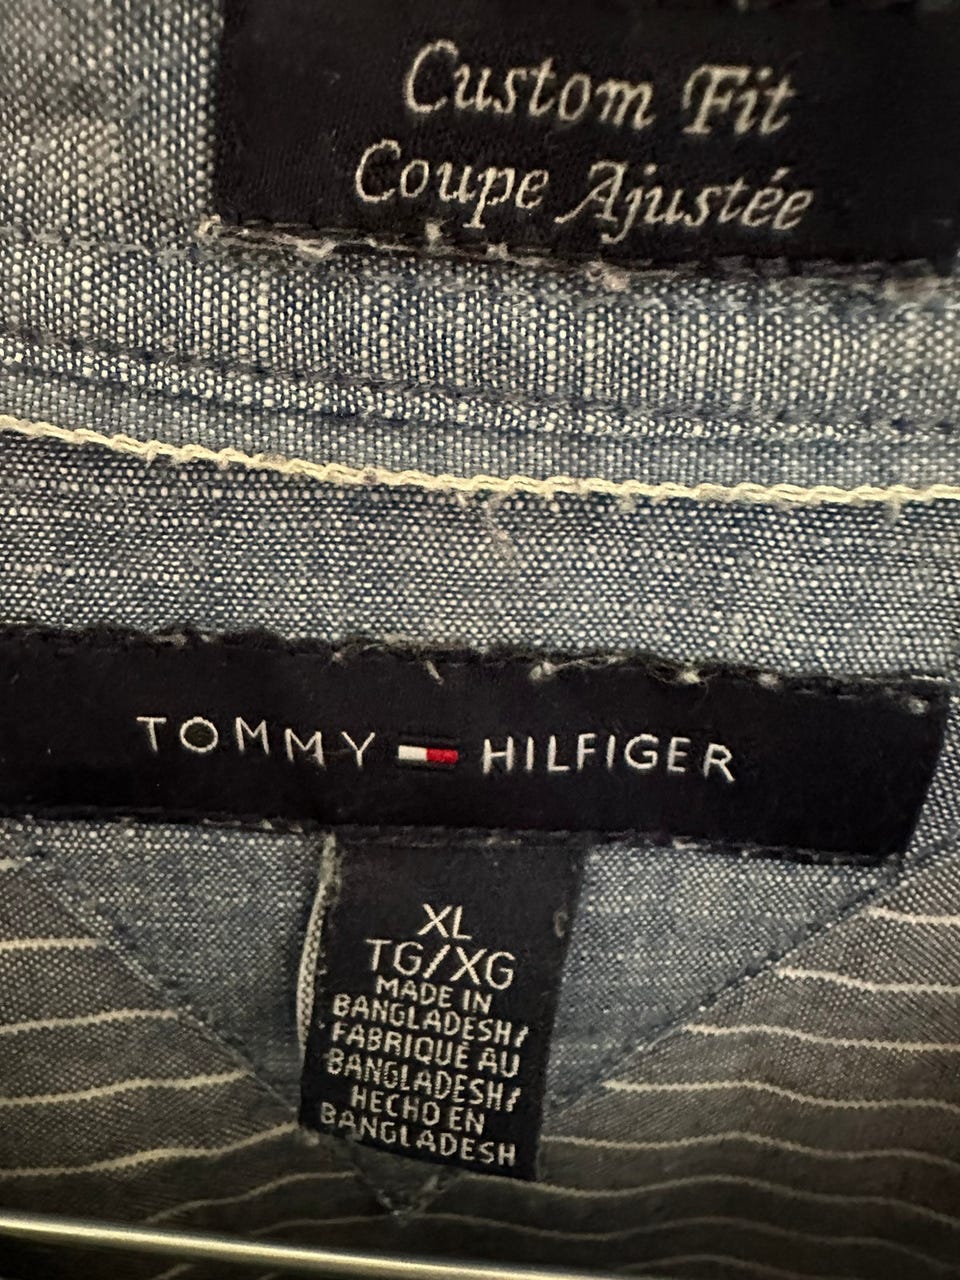 Custom Fit
Coupe Ajustée
TOMMY HILFIGER
XL
TG/XG
MADE IN
BANGLADESH/
FABRIQUÉ AU
BANGLADESH/
HECHO EN
BANGLADESH